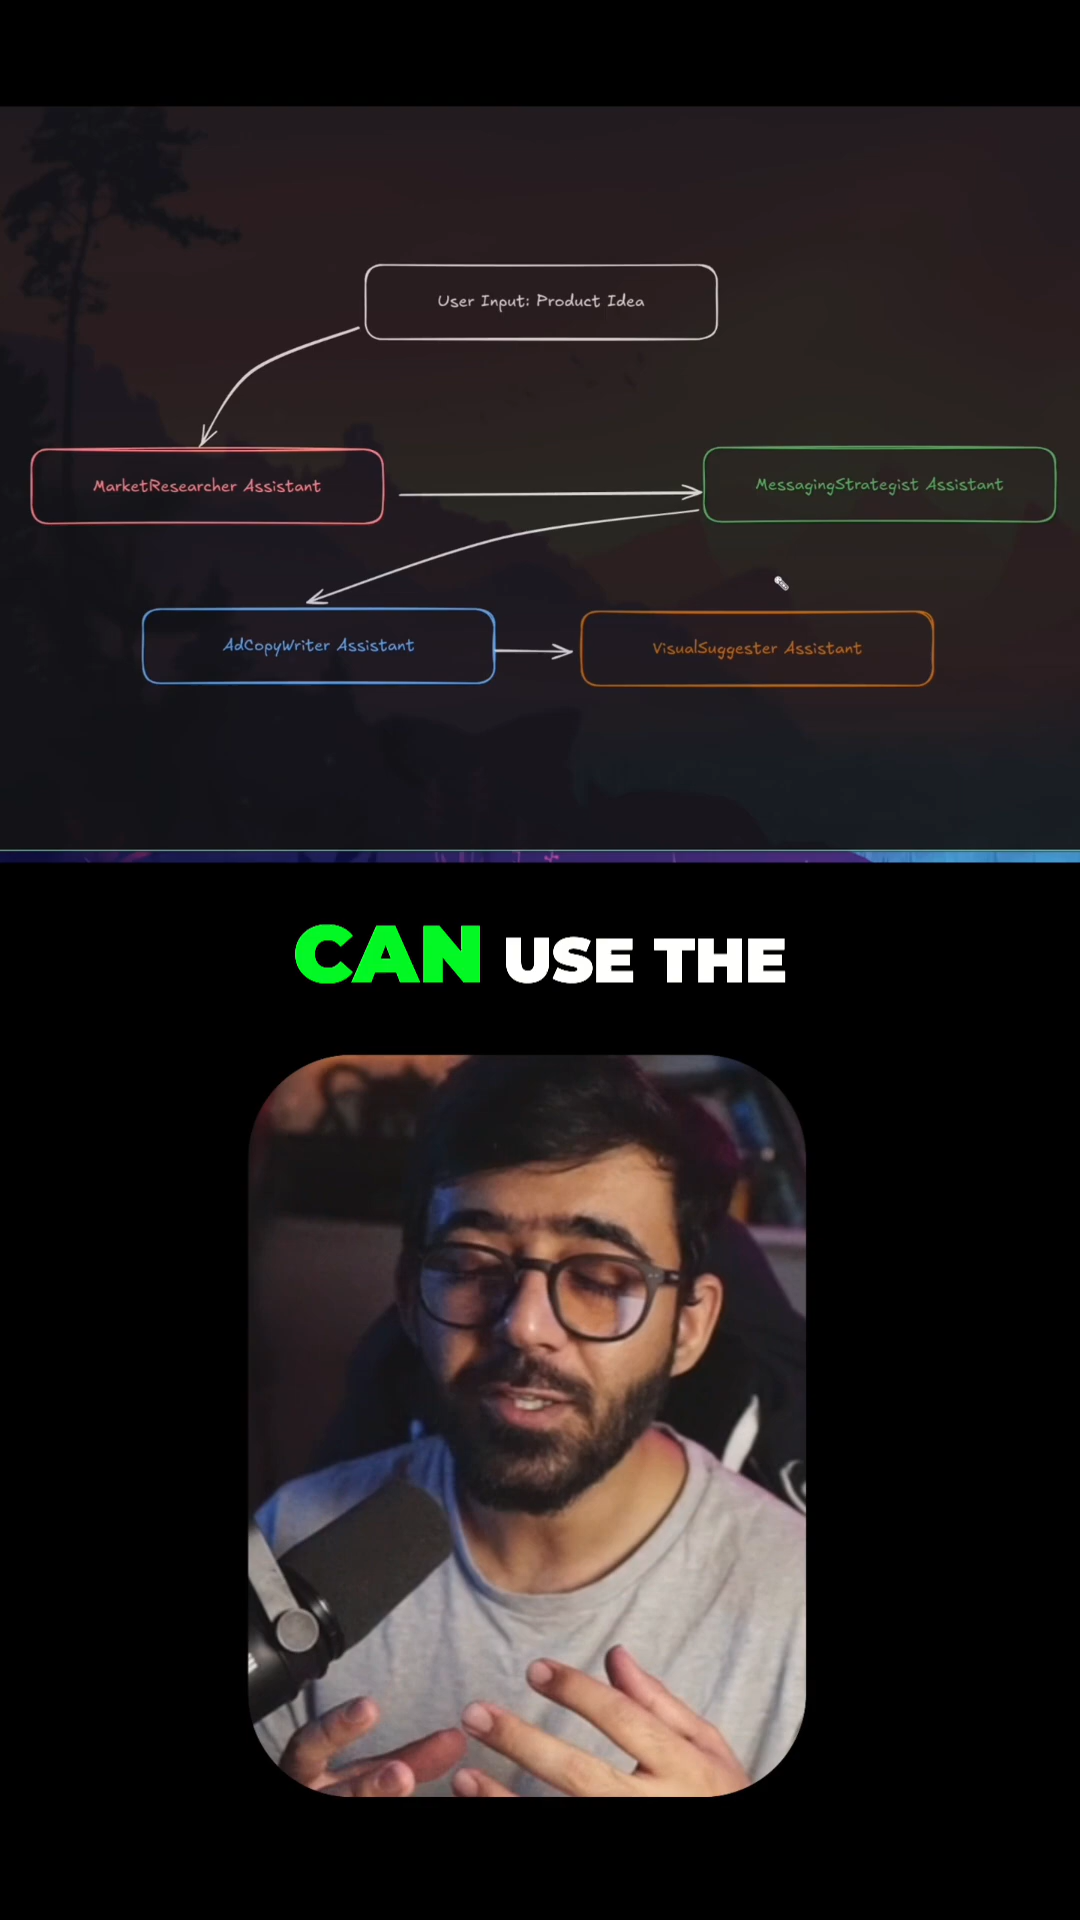 User Input: Product Idea
MarketResearcher Assistant
MessagingStrategist Assistant
AdCopyWriter Assistant
VisualSuggester Assistant
CAN USE THE